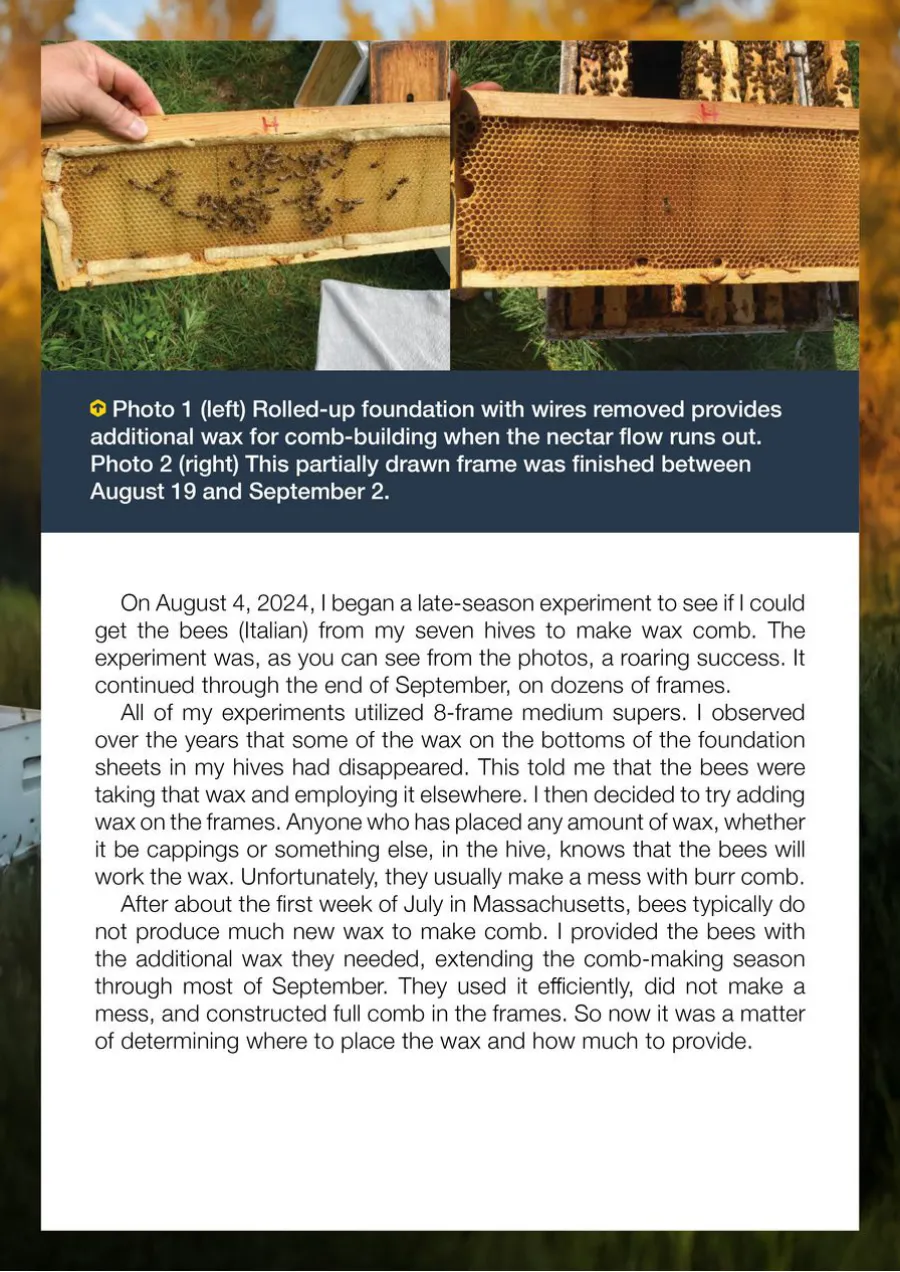 H
H
Photo 1 (left) Rolled-up foundation with wires removed provides
additional wax for comb-building when the nectar flow runs out.
Photo 2 (right) This partially drawn frame was finished between
August 19 and September 2.
On August 4, 2024, I began a late-season experiment to see if I could
get the bees (Italian) from my seven hives to make wax comb. The
experiment was, as you can see from the photos, a roaring success. It
continued through the end of September, on dozens of frames.
All of my experiments utilized 8-frame medium supers. I observed
over the years that some of the wax on the bottoms of the foundation
sheets in my hives had disappeared. This told me that the bees were
taking that wax and employing it elsewhere. I then decided to try adding
wax on the frames. Anyone who has placed any amount of wax, whether
it be cappings or something else, in the hive, knows that the bees will
work the wax. Unfortunately, they usually make a mess with burr comb.
After about the first week of July in Massachusetts, bees typically do
not produce much new wax to make comb. I provided the bees with
the additional wax they needed, extending the comb-making season
through most of September. They used it efficiently, did not make a
mess, and constructed full comb in the frames. So now it was a matter
of determining where to place the wax and how much to provide.